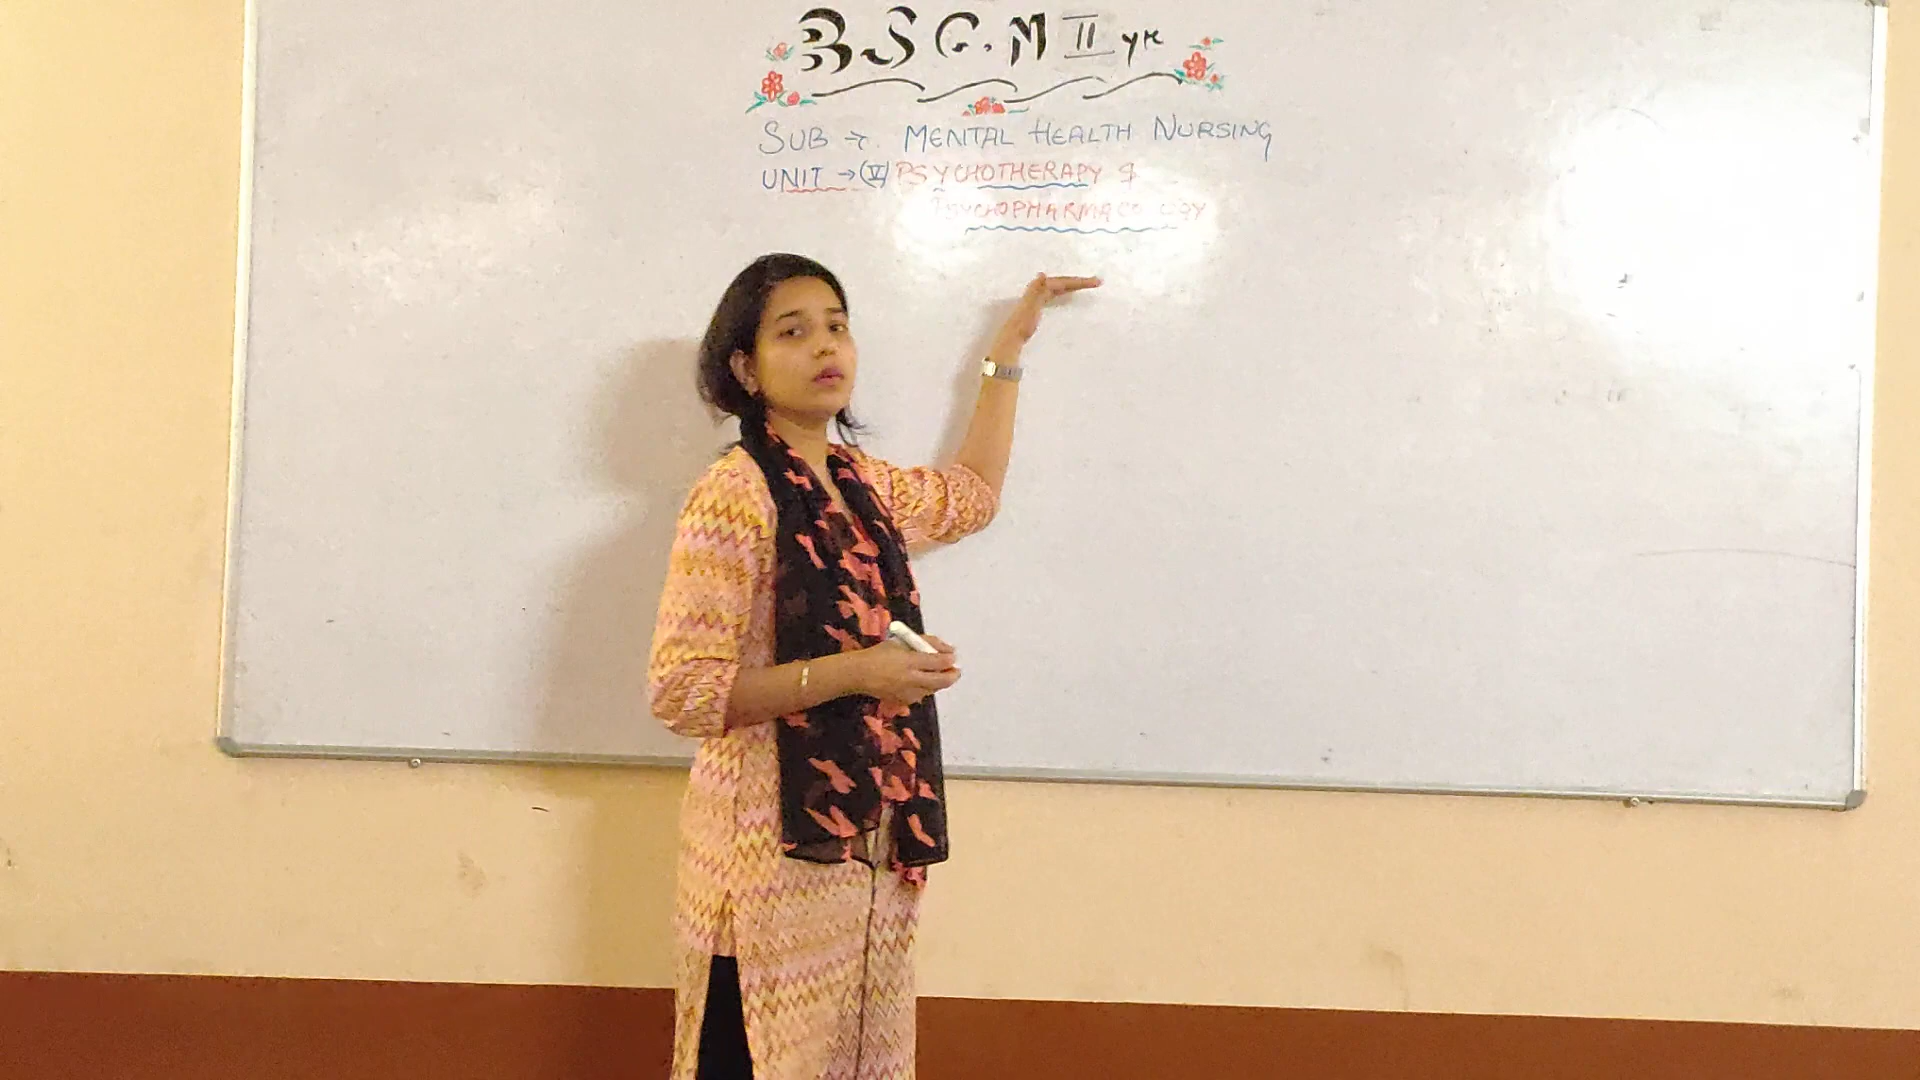 BSC.N II yr
SUB → MENTAL HEALTH NURSING
UNIT → (V) PSYCHOTHERAPY &
PSYCHOPHARMACOLOGY